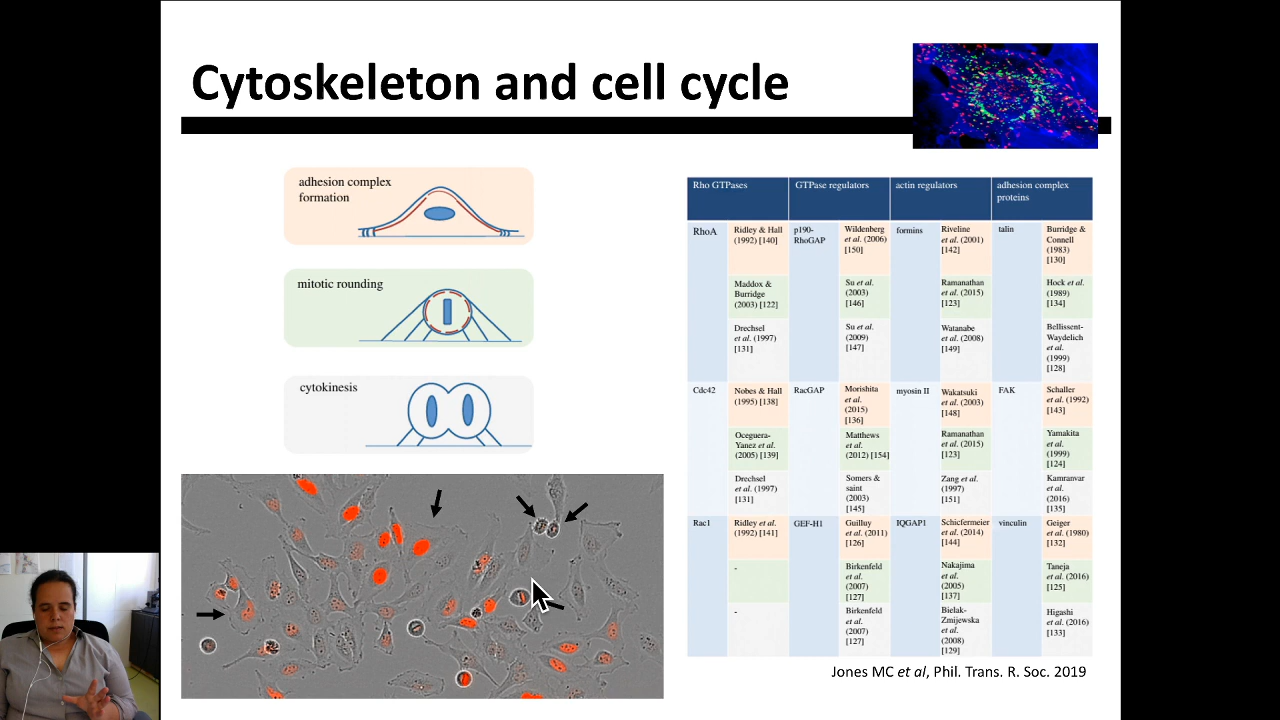 Cytoskeleton and cell cycle
adhesion complex
formation
mitotic rounding
cytokinesis
Rho GTPases
GTPase regulators
actin regulators
adhesion complex
proteins
RhoA
Ridley & Hall
(1992) [140]
p190-
RhoGAP
Wildenberg
et al. (2006)
[150]
formins
Riveline
et al. (2001)
[142]
talin
Burridge &
Connell
(1983)
[130]
Maddox &
Burridge
(2003) [122]
Su et al.
(2003)
[146]
Ramanathan
et al. (2015)
[123]
Hock et al.
(1989)
[134]
Drechsel
et al. (1997)
[131]
Su et al.
(2009)
[147]
Watanabe
et al. (2008)
[149]
Bellissent-
Waydelich
et al.
(1999)
[128]
Cdc42
Nobes & Hall
(1995) [138]
RacGAP
Morishita
et al.
(2015)
[136]
myosin II
Wakatsuki
et al. (2003)
[148]
FAK
Schaller
et al. (1992)
[143]
Oceguera-
Yanez et al.
(2005) [139]
Matthews
et al.
(2012) [154]
Ramanathan
et al. (2015)
[123]
Yamakita
et al.
(1999)
[124]
Drechsel
et al. (1997)
[131]
Somers &
saint
(2003)
[145]
Zang et al.
(1997)
[151]
Kamranvar
et al.
(2016)
[135]
Rac1
Ridley et al.
(1992) [141]
GEF-H1
Guilluy
et al. (2011)
[126]
IQGAP1
Schicfermeier
et al. (2014)
[144]
vinculin
Geiger
et al. (1980)
[132]
-
Birkenfeld
et al.
(2007)
[127]
Nakajima
et al.
(2005)
[137]
Taneja
et al. (2016)
[125]
-
Birkenfeld
et al.
(2007)
[127]
Bielak-
Zmijewska
et al.
(2008)
[129]
Higashi
et al. (2016)
[133]
Jones MC et al, Phil. Trans. R. Soc. 2019